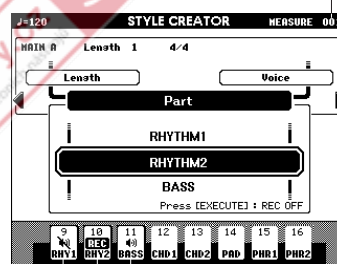 ♩=120 STYLE CREATOR MEASURE 00
MAIN A Length 1 4/4
Length Voice
Part
RHYTHM1
RHYTHM2
BASS
Press [EXECUTE] : REC OFF
9 10 11 12 13 14 15 16
REC
RHY1 RHY2 BASS CHD1 CHD2 PAD PHR1 PHR2